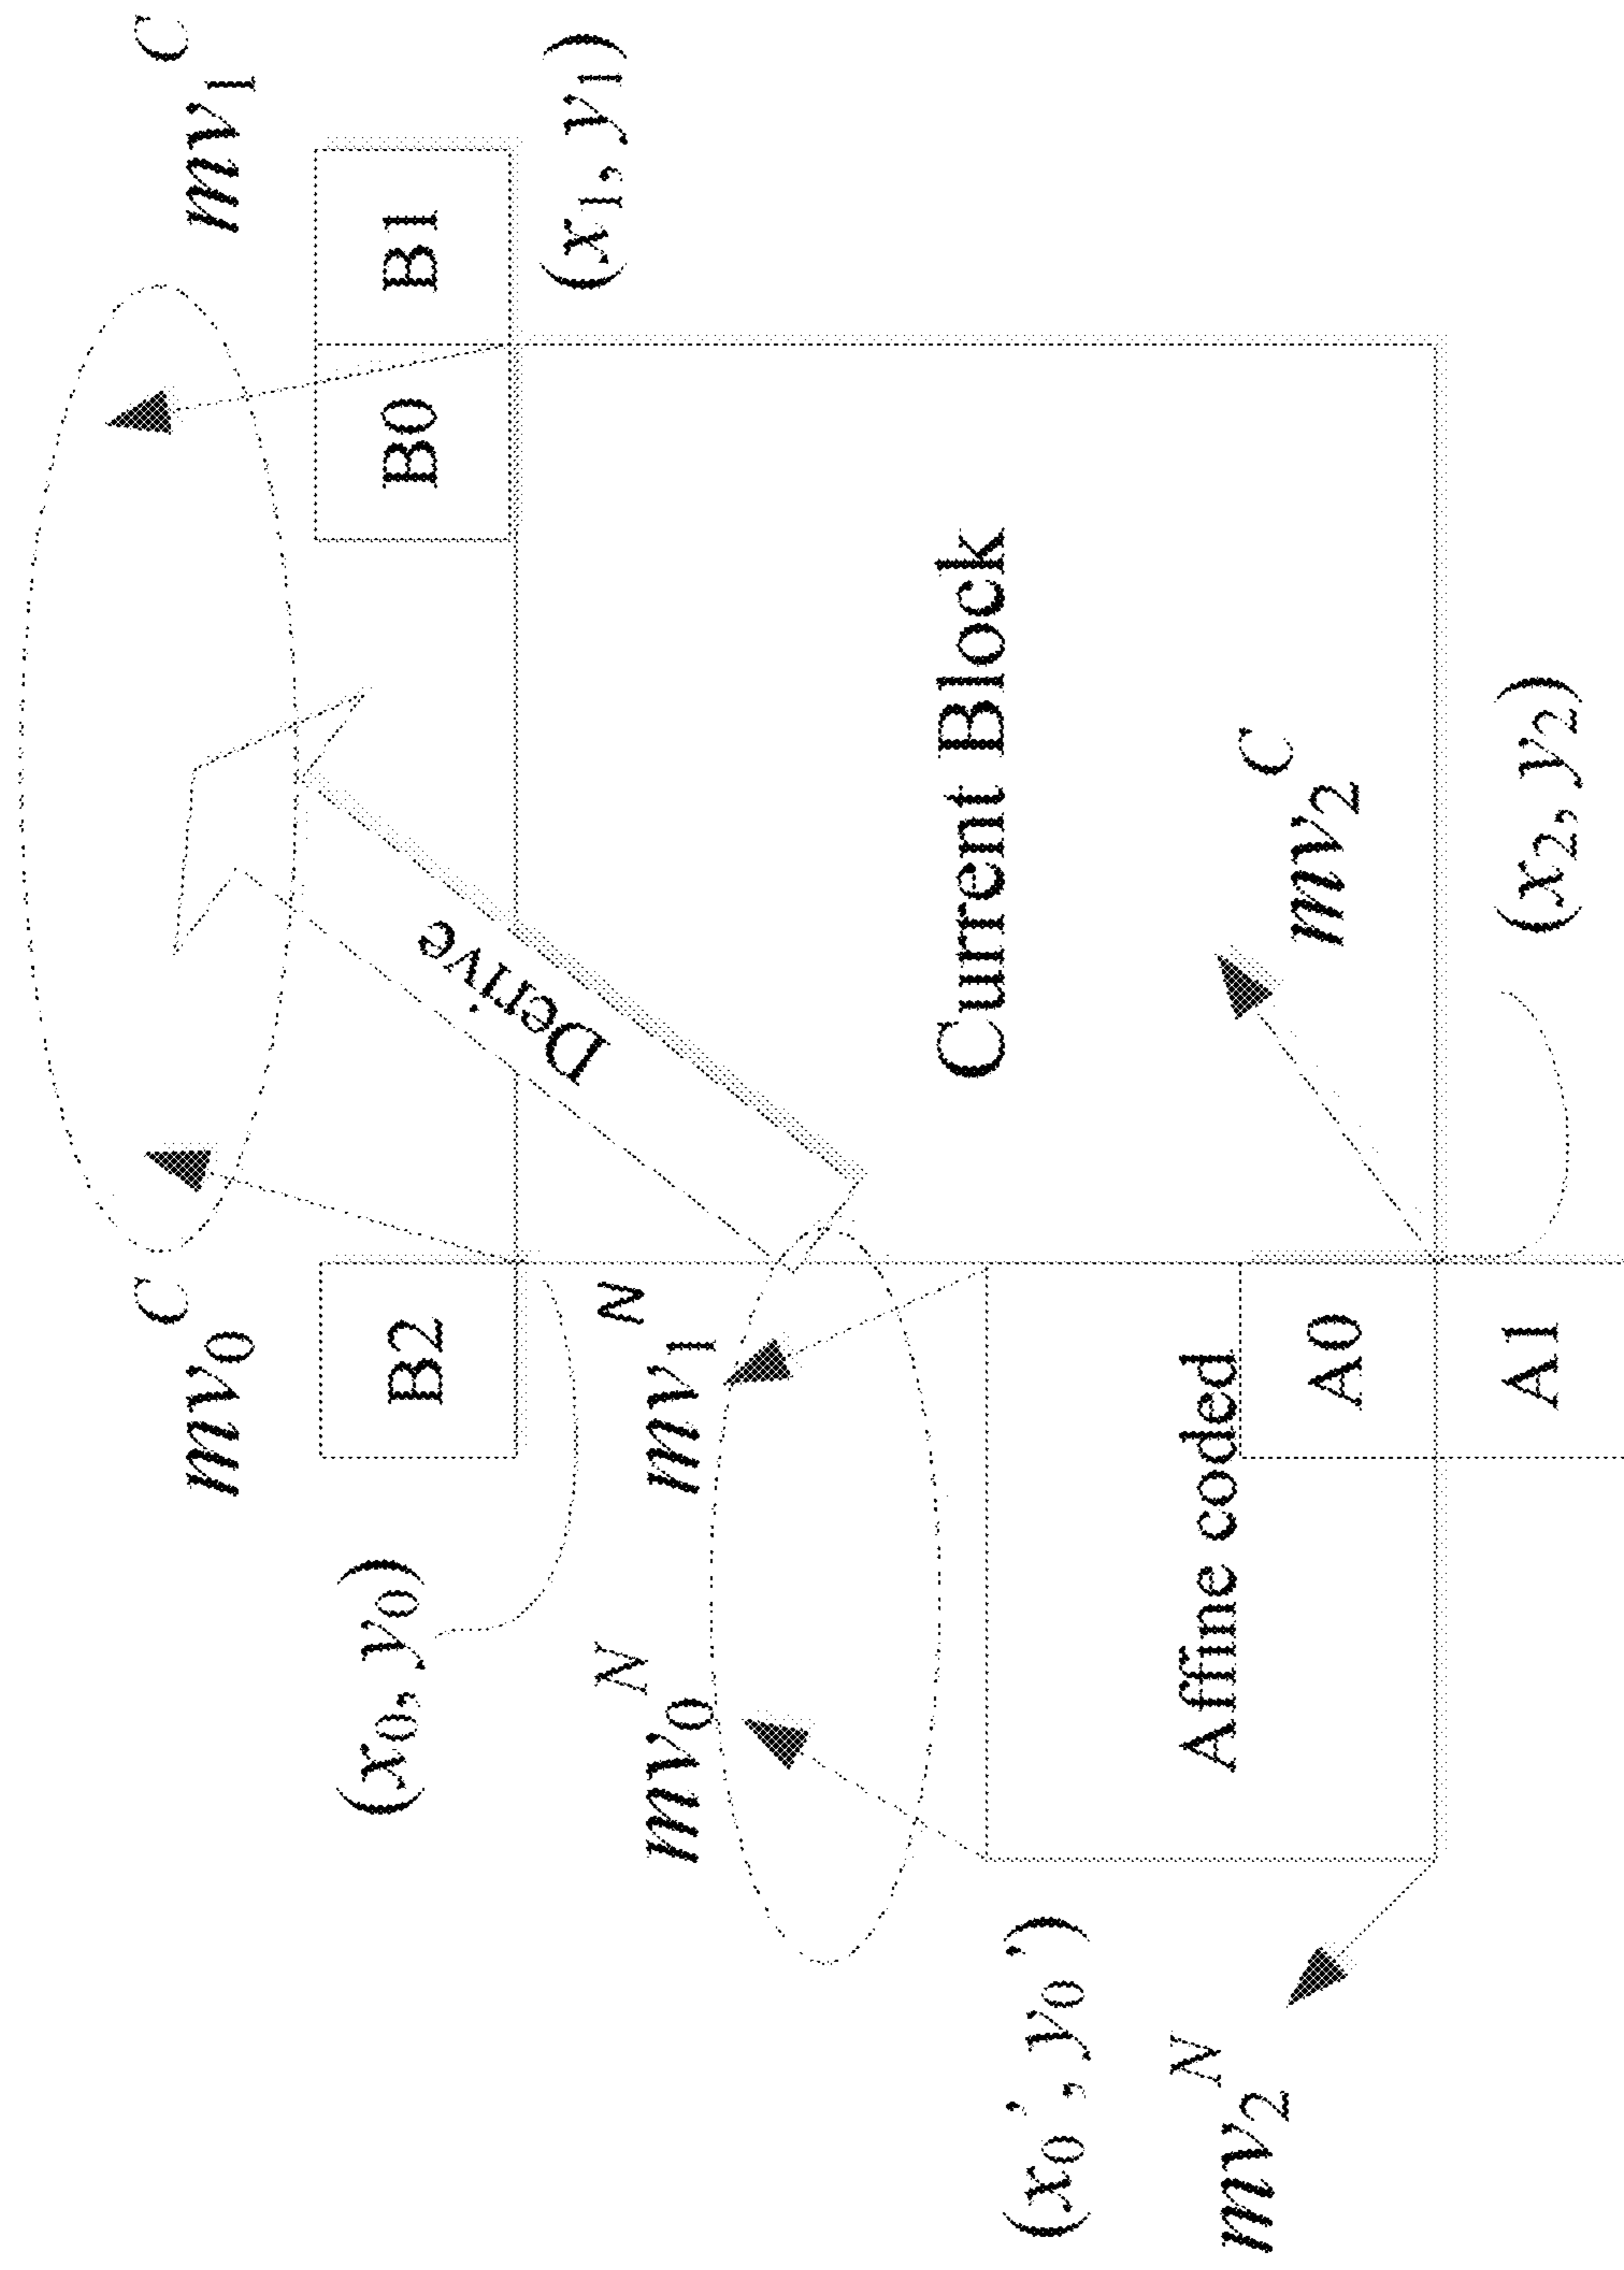 mv₀ᶜ
mv₁ᶜ
(x₀, y₀)
B2
B0
B1
(x₁, y₁)
Derive
mv₀ᴺ
mv₁ᴺ
Current Block
(x₀', y₀')
mv₂ᴺ
Affine coded
mv₂ᶜ
A0
A1
(x₂, y₂)